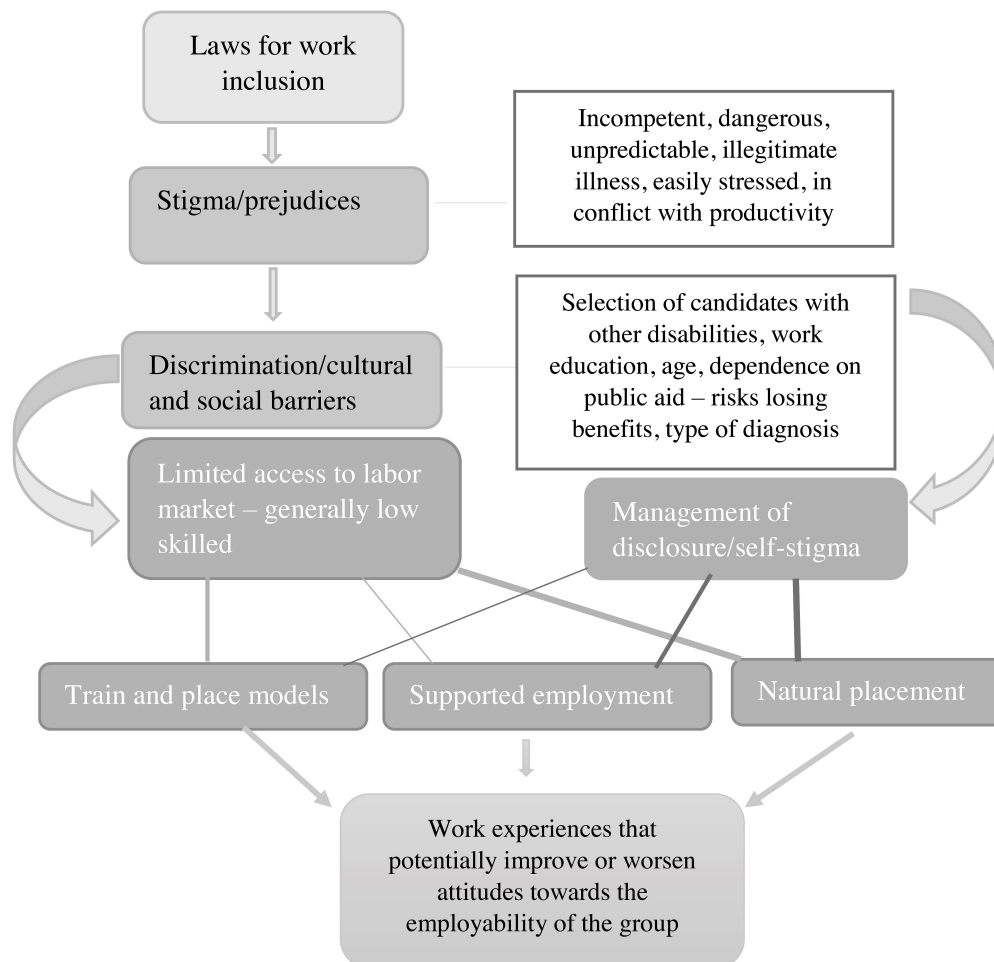 Laws for work
inclusion
Incompetent, dangerous,
unpredictable, illegitimate
illness, easily stressed, in
conflict with productivity
Stigma/prejudices
Selection of candidates with
other disabilities, work
education, age, dependence on
public aid – risks losing
benefits, type of diagnosis
Discrimination/cultural
and social barriers
Limited access to labor
market – generally low
skilled
Management of
disclosure/self-stigma
Train and place models
Supported employment
Natural placement
Work experiences that
potentially improve or worsen
attitudes towards the
employability of the group